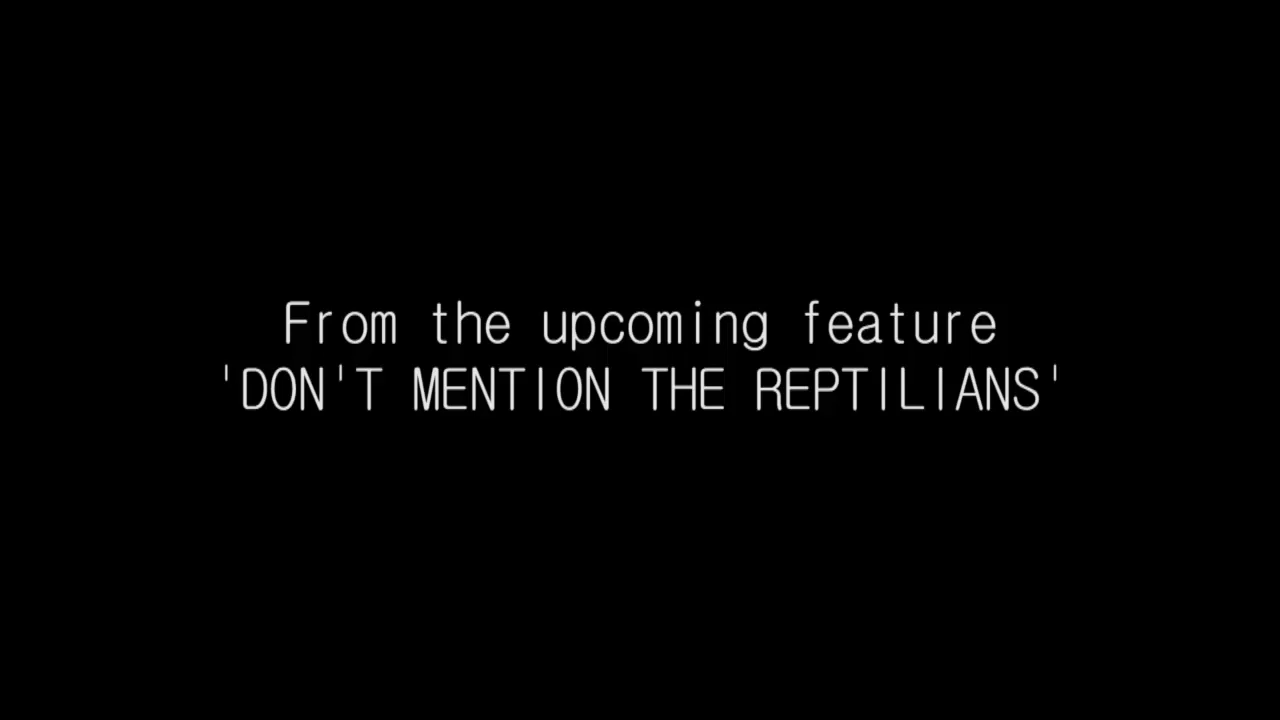 From the upcoming feature
'DON'T MENTION THE REPTILIANS'